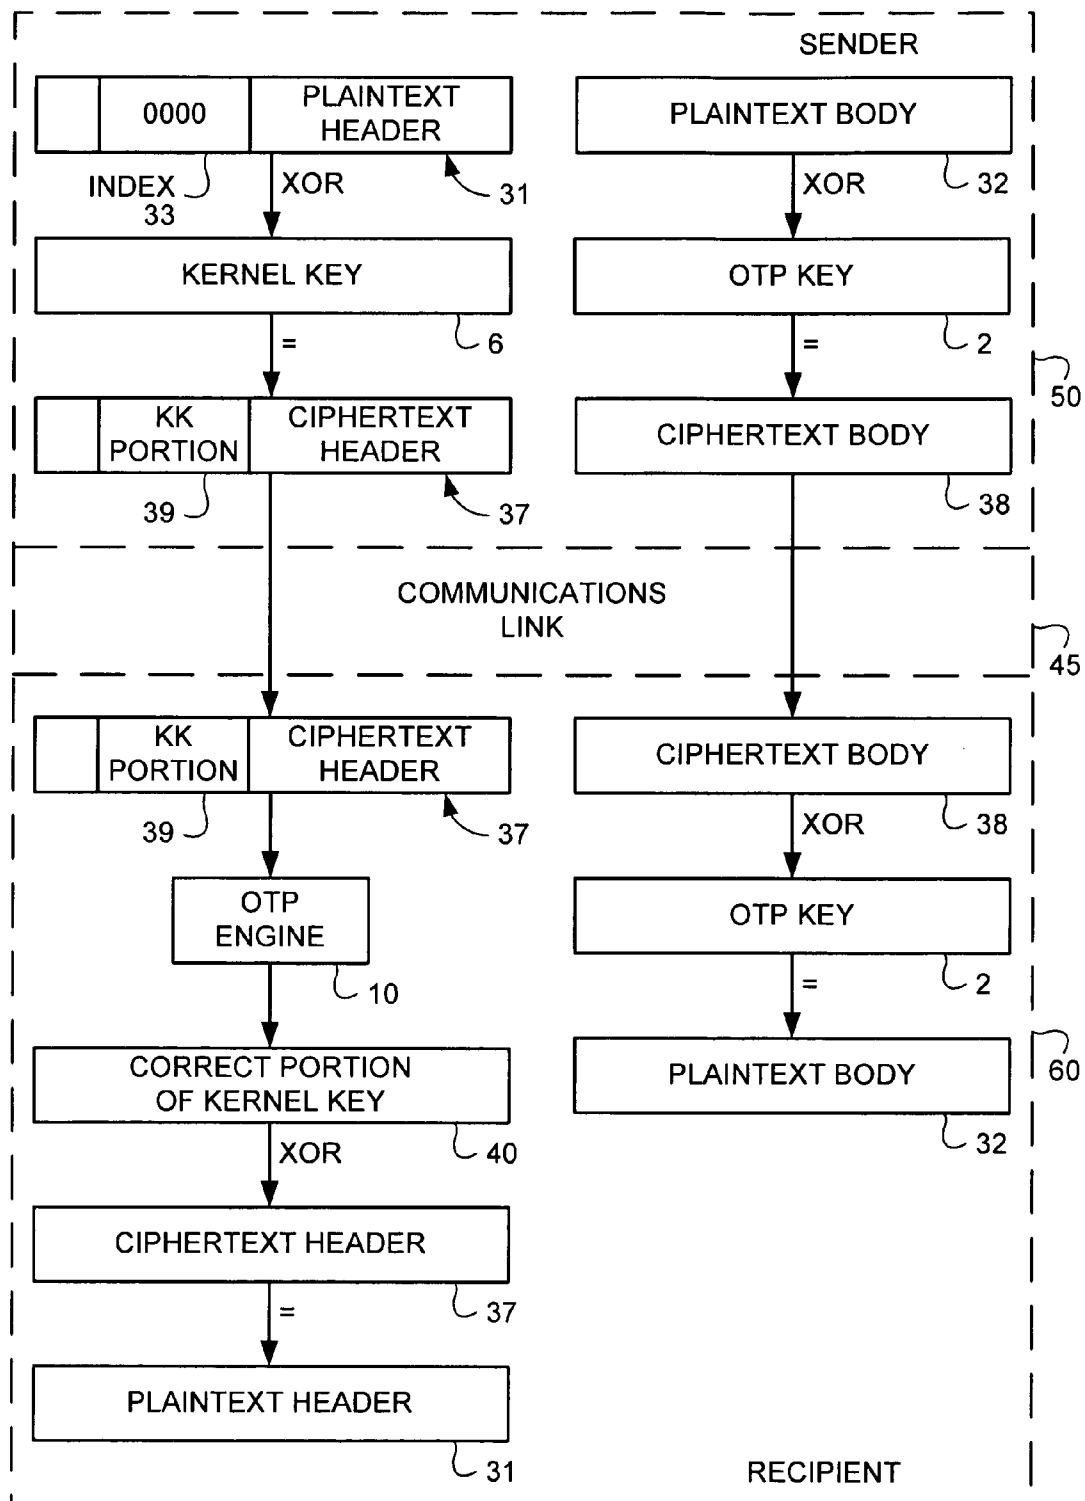 SENDER
0000
PLAINTEXT
HEADER
PLAINTEXT BODY
INDEX
33
XOR
31
XOR
32
KERNEL KEY
OTP KEY
=
6
=
2
50
KK
PORTION
CIPHERTEXT
HEADER
CIPHERTEXT BODY
39
37
38
COMMUNICATIONS
LINK
45
KK
PORTION
CIPHERTEXT
HEADER
CIPHERTEXT BODY
39
37
XOR
38
OTP
ENGINE
OTP KEY
10
=
2
CORRECT PORTION
OF KERNEL KEY
PLAINTEXT BODY
60
XOR
40
32
CIPHERTEXT HEADER
=
37
PLAINTEXT HEADER
31
RECIPIENT